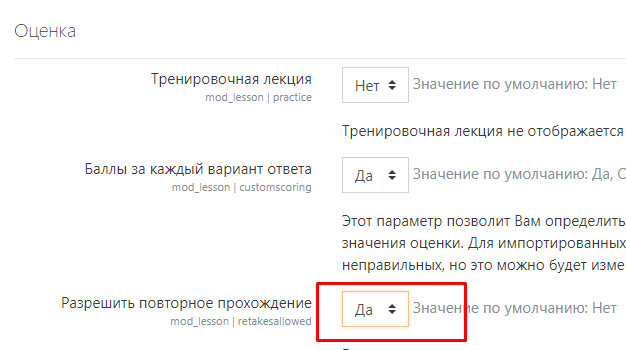 Оценка
Тренировочная лекция
Нет
Значение по умолчанию: Нет
mod_lesson | practice
Тренировочная лекция не отображается
Баллы за каждый вариант ответа
Да
Значение по умолчанию: Да,
mod_lesson | customscoring
Этот параметр позволит Вам определить
значения оценки. Для импортированных
неправильных, но это можно будет изме
Разрешить повторное прохождение
Да
Значение по умолчанию: Нет
mod_lesson | retakesallowed